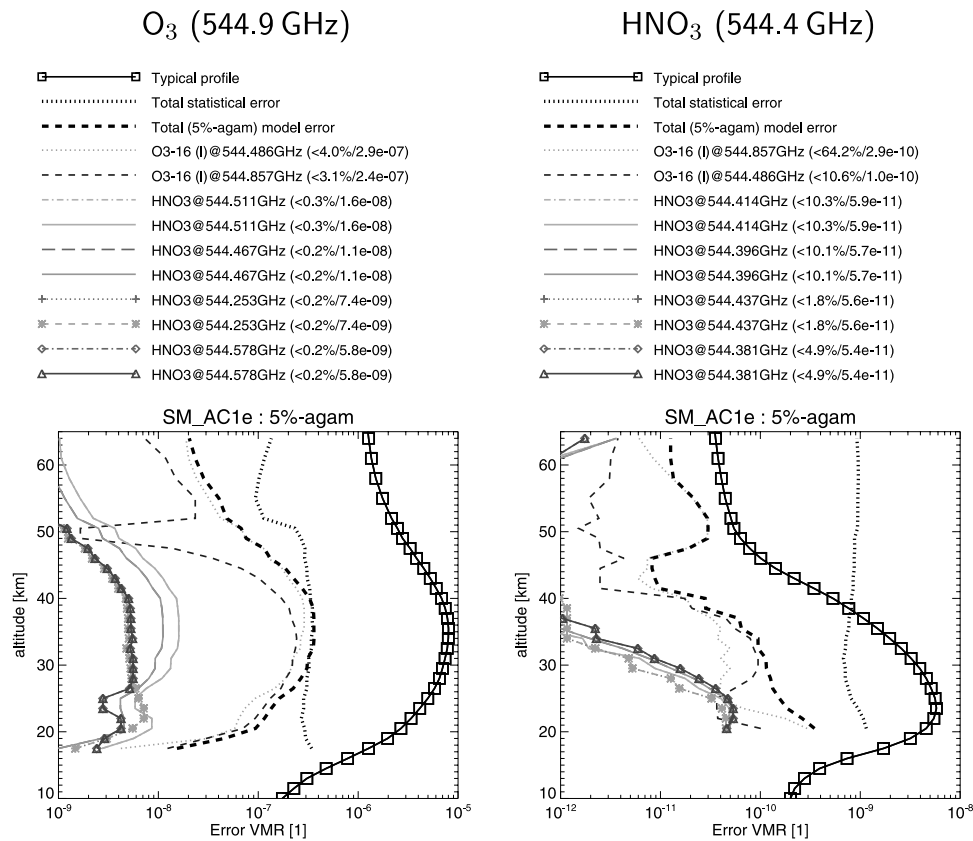 O₃ (544.9 GHz)
Typical profile
Total statistical error
Total (5%-agam) model error
O3-16 (l)@544.486GHz (<4.0%/2.9e-07)
O3-16 (l)@544.857GHz (<3.1%/2.4e-07)
HNO3@544.511GHz (<0.3%/1.6e-08)
HNO3@544.511GHz (<0.3%/1.6e-08)
HNO3@544.467GHz (<0.2%/1.1e-08)
HNO3@544.467GHz (<0.2%/1.1e-08)
HNO3@544.253GHz (<0.2%/7.4e-09)
HNO3@544.253GHz (<0.2%/7.4e-09)
HNO3@544.578GHz (<0.2%/5.8e-09)
HNO3@544.578GHz (<0.2%/5.8e-09)
SM_AC1e : 5%-agam
60
50
40
30
20
10
altitude [km]
10⁻⁹ 10⁻⁸ 10⁻⁷ 10⁻⁶ 10⁻⁵
Error VMR [1]
HNO₃ (544.4 GHz)
Typical profile
Total statistical error
Total (5%-agam) model error
O3-16 (l)@544.857GHz (<64.2%/2.9e-10)
O3-16 (l)@544.486GHz (<10.6%/1.0e-10)
HNO3@544.414GHz (<10.3%/5.9e-11)
HNO3@544.414GHz (<10.3%/5.9e-11)
HNO3@544.396GHz (<10.1%/5.7e-11)
HNO3@544.396GHz (<10.1%/5.7e-11)
HNO3@544.437GHz (<1.8%/5.6e-11)
HNO3@544.437GHz (<1.8%/5.6e-11)
HNO3@544.381GHz (<4.9%/5.4e-11)
HNO3@544.381GHz (<4.9%/5.4e-11)
SM_AC1e : 5%-agam
60
50
40
30
20
10
altitude [km]
10⁻¹² 10⁻¹¹ 10⁻¹⁰ 10⁻⁹ 10⁻⁸
Error VMR [1]